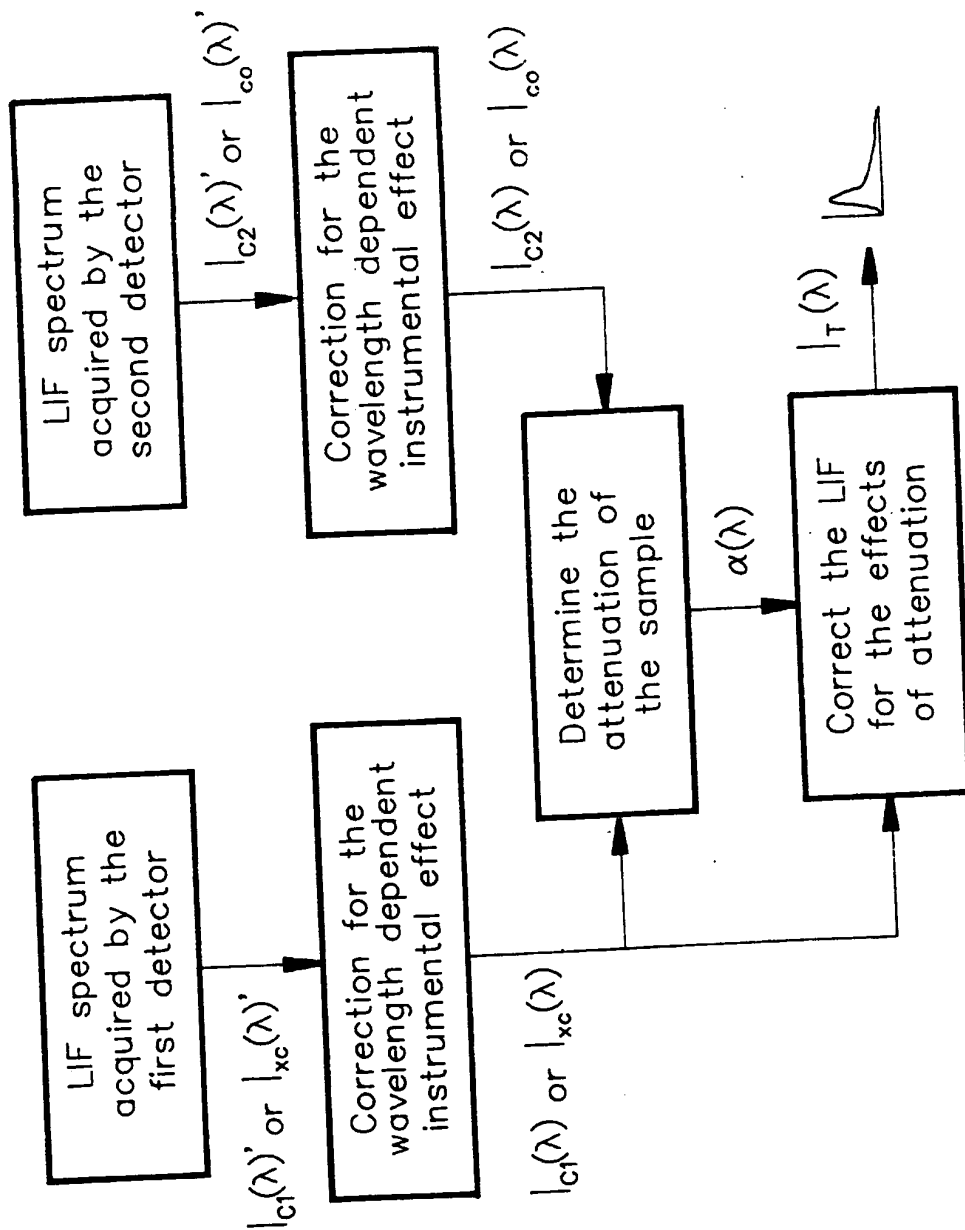 LIF spectrum
acquired by the
first detector
I_C1(λ)' or I_xc(λ)'
Correction for the
wavelength dependent
instrumental effect
I_C1(λ) or I_xc(λ)
LIF spectrum
acquired by the
second detector
I_C2(λ)' or I_co(λ)'
Correction for the
wavelength dependent
instrumental effect
I_C2(λ) or I_co(λ)
Determine the
attenuation of
the sample
α(λ)
Correct the LIF
for the effects
of attenuation
I_T(λ)